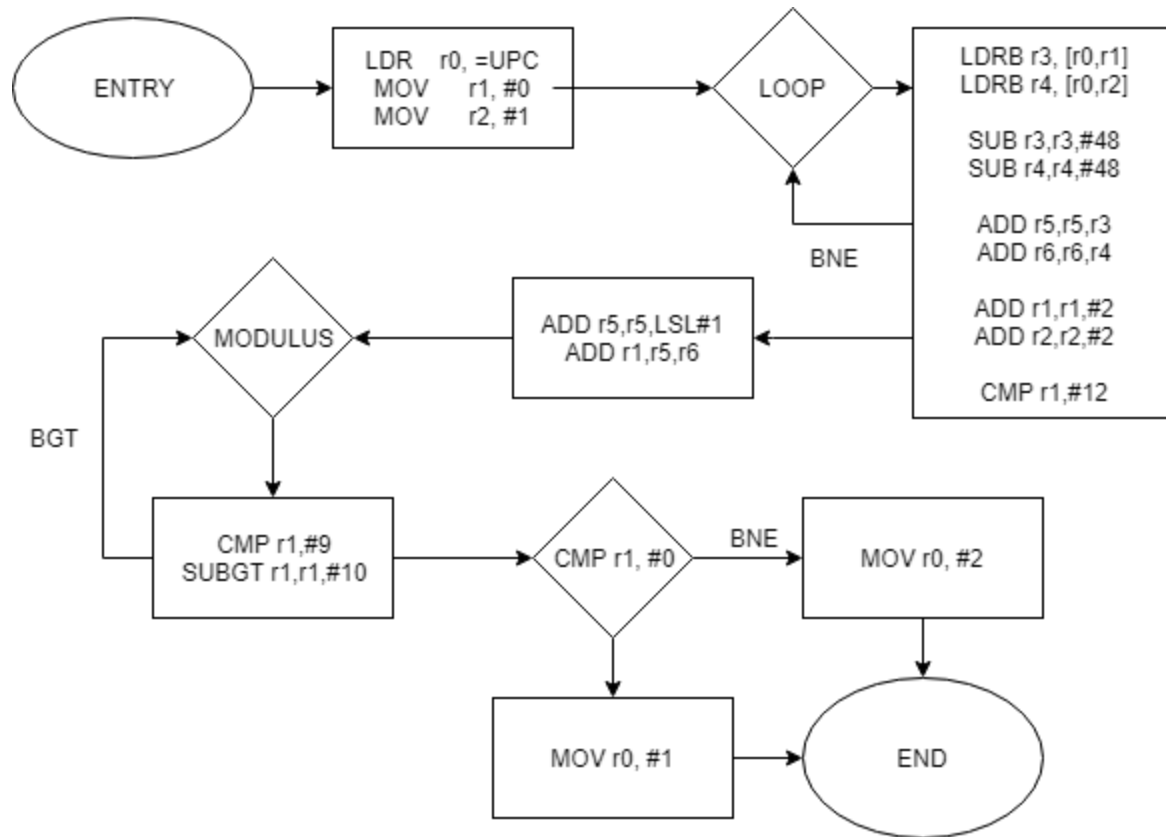 ENTRY
LDR r0, =UPC
MOV r1, #0
MOV r2, #1
LOOP
LDRB r3, [r0,r1]
LDRB r4, [r0,r2]
SUB r3,r3,#48
SUB r4,r4,#48
ADD r5,r5,r3
ADD r6,r6,r4
ADD r1,r1,#2
ADD r2,r2,#2
CMP r1,#12
BNE
ADD r5,r5,LSL#1
ADD r1,r5,r6
MODULUS
BGT
CMP r1,#9
SUBGT r1,r1,#10
CMP r1, #0
BNE
MOV r0, #2
MOV r0, #1
END